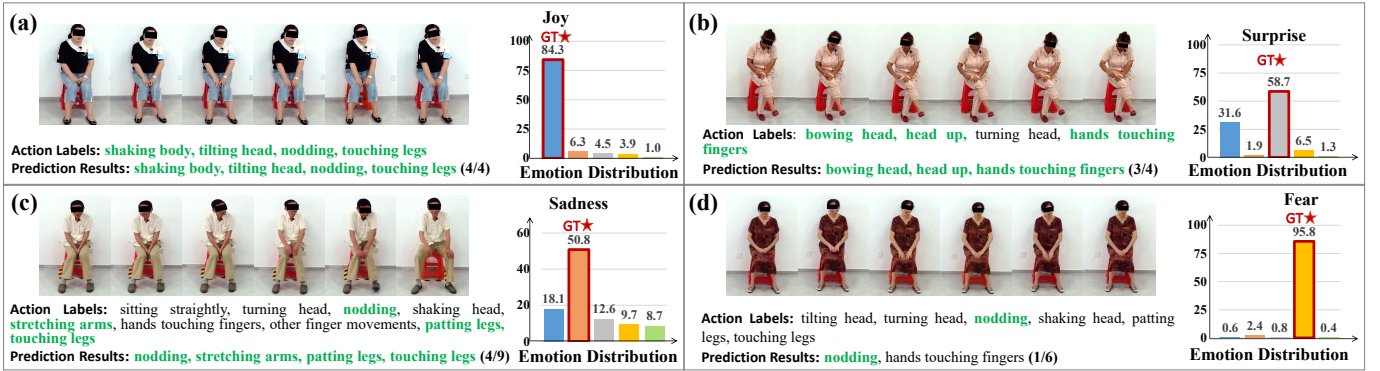 (a)
Joy
GT★
100
75
50
25
0
84.3
6.3
4.5
3.9
1.0
Emotion Distribution
Action Labels: shaking body, tilting head, nodding, touching legs
Prediction Results: shaking body, tilting head, nodding, touching legs (4/4)
(b)
Surprise
GT★
100
75
50
25
0
31.6
1.9
58.7
6.5
1.3
Emotion Distribution
Action Labels: bowing head, head up, turning head, hands touching
fingers
Prediction Results: bowing head, head up, hands touching fingers (3/4)
(c)
Sadness
GT★
60
40
20
0
18.1
50.8
12.6
9.7
8.7
Emotion Distribution
Action Labels: sitting straightly, turning head, nodding, shaking head,
stretching arms, hands touching fingers, other finger movements, patting legs,
touching legs
Prediction Results: nodding, stretching arms, patting legs, touching legs (4/9)
(d)
Fear
GT★
100
75
50
25
0
0.6
2.4
0.8
95.8
0.4
Emotion Distribution
Action Labels: tilting head, turning head, nodding, shaking head, patting
legs, touching legs
Prediction Results: nodding, hands touching fingers (1/6)